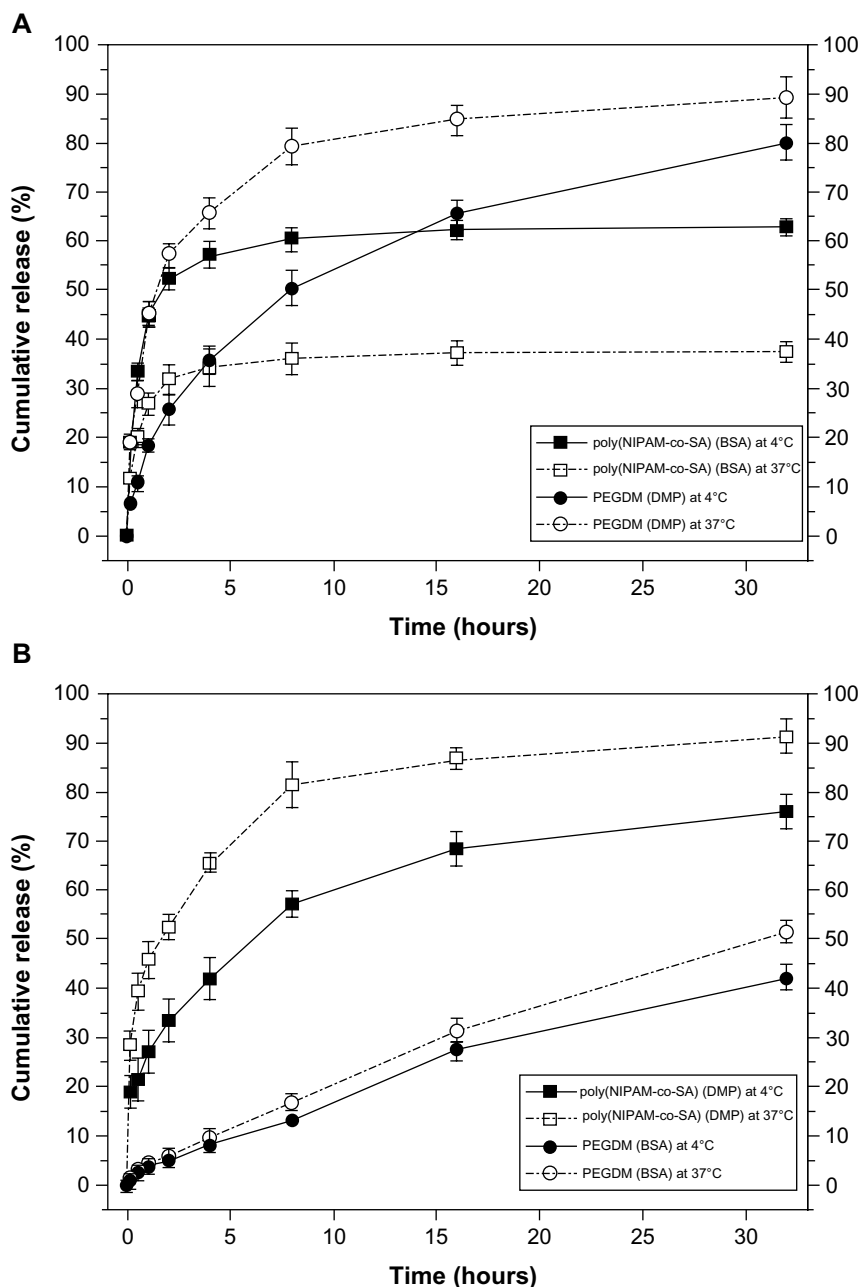 A
100 100
90 90
80 80
70 70
60 60
50 50
40 40
30 30
20 20
10 10
0 0
Cumulative release (%)
poly(NIPAM-co-SA) (BSA) at 4°C
poly(NIPAM-co-SA) (BSA) at 37°C
PEGDM (DMP) at 4°C
PEGDM (DMP) at 37°C
0 5 10 15 20 25 30
Time (hours)
B
100 100
90 90
80 80
70 70
60 60
50 50
40 40
30 30
20 20
10 10
0 0
Cumulative release (%)
poly(NIPAM-co-SA) (DMP) at 4°C
poly(NIPAM-co-SA) (DMP) at 37°C
PEGDM (BSA) at 4°C
PEGDM (BSA) at 37°C
0 5 10 15 20 25 30
Time (hours)